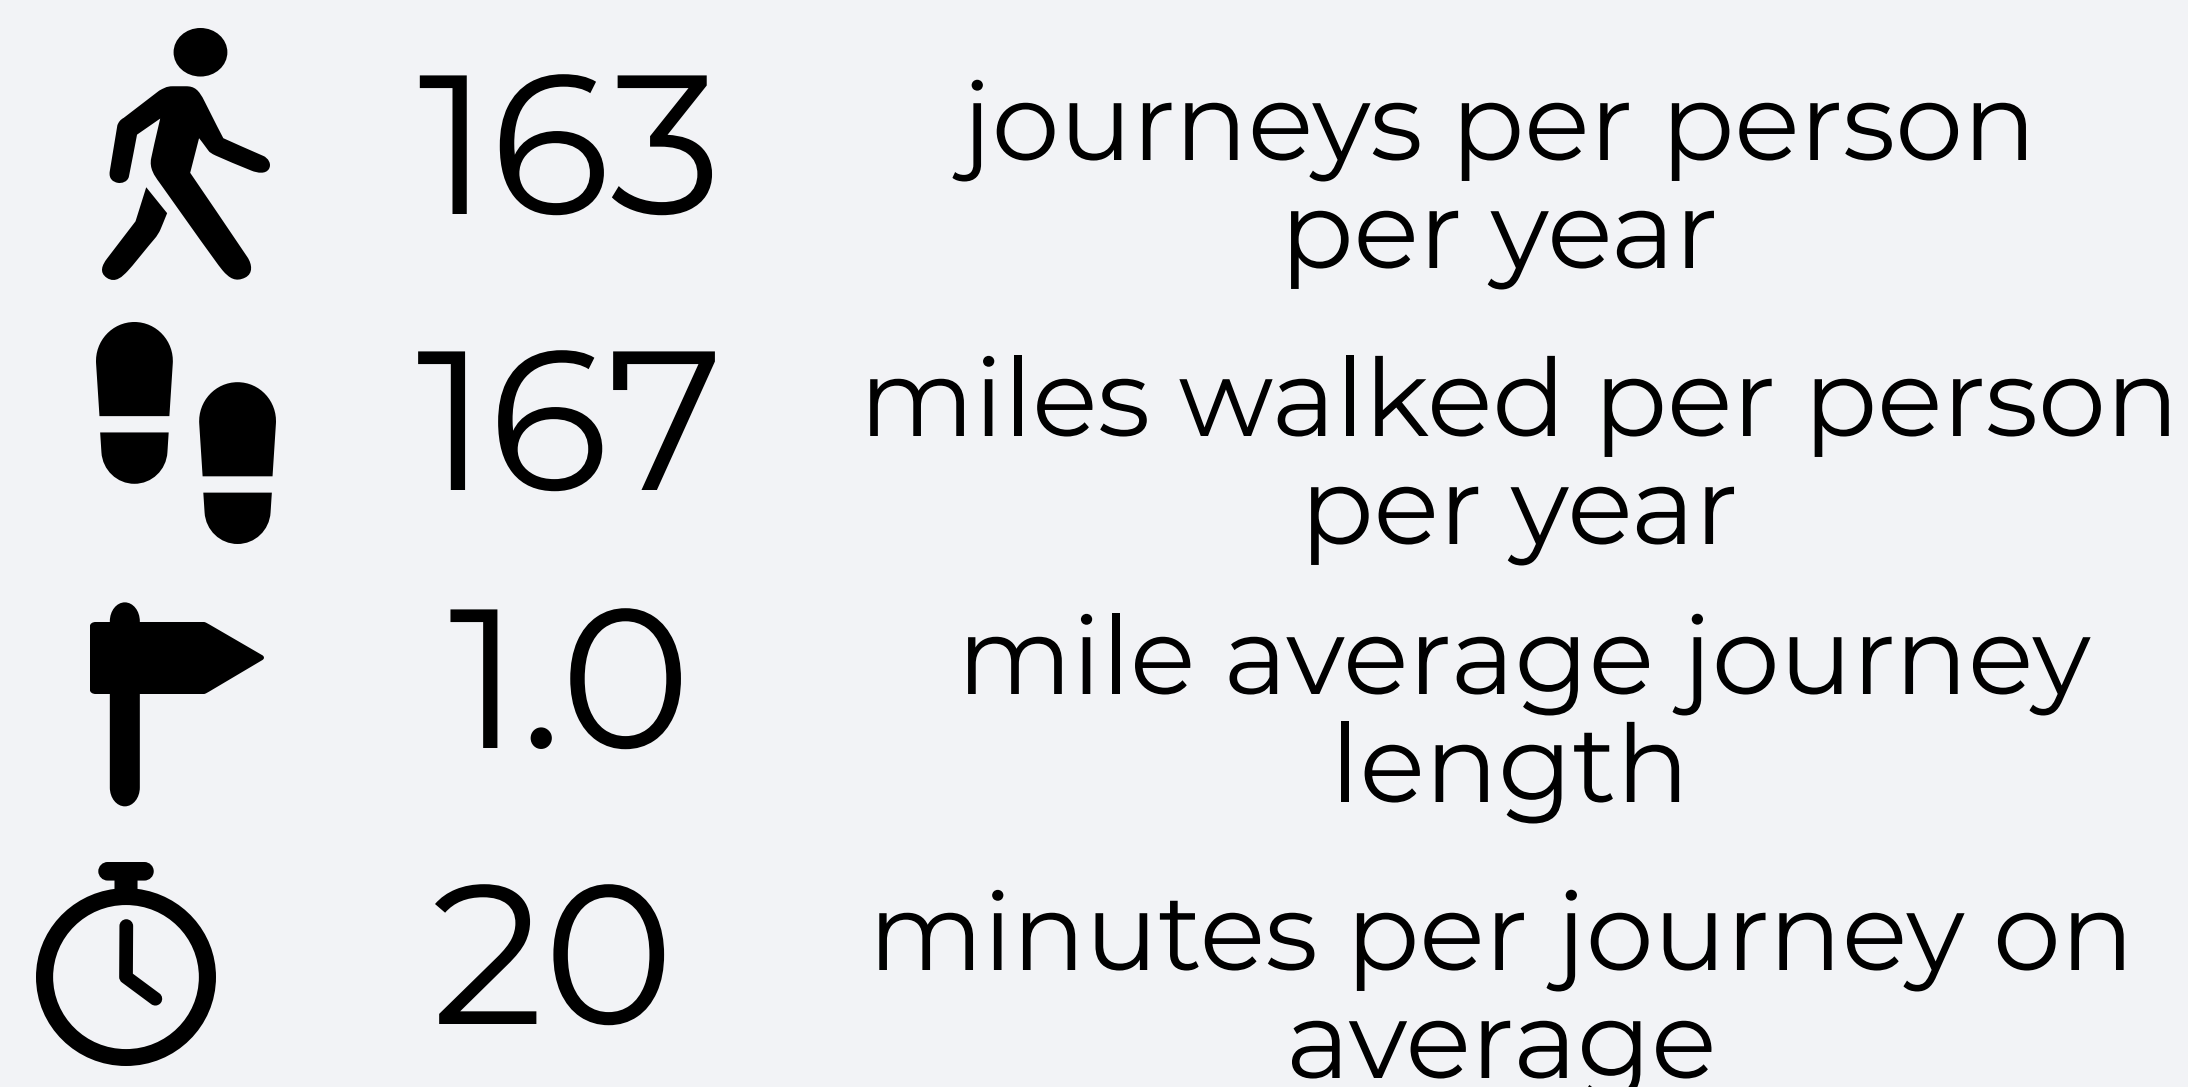 163
journeys per person
per year
167
miles walked per person
per year
1.0
mile average journey
length
20
minutes per journey on
average